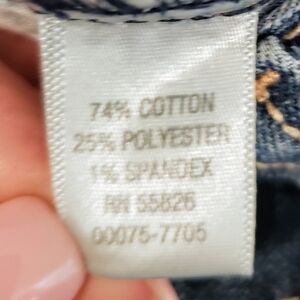 74% COTTON
25% POLYESTER
1% SPANDEX
RN 55826
00075-7705